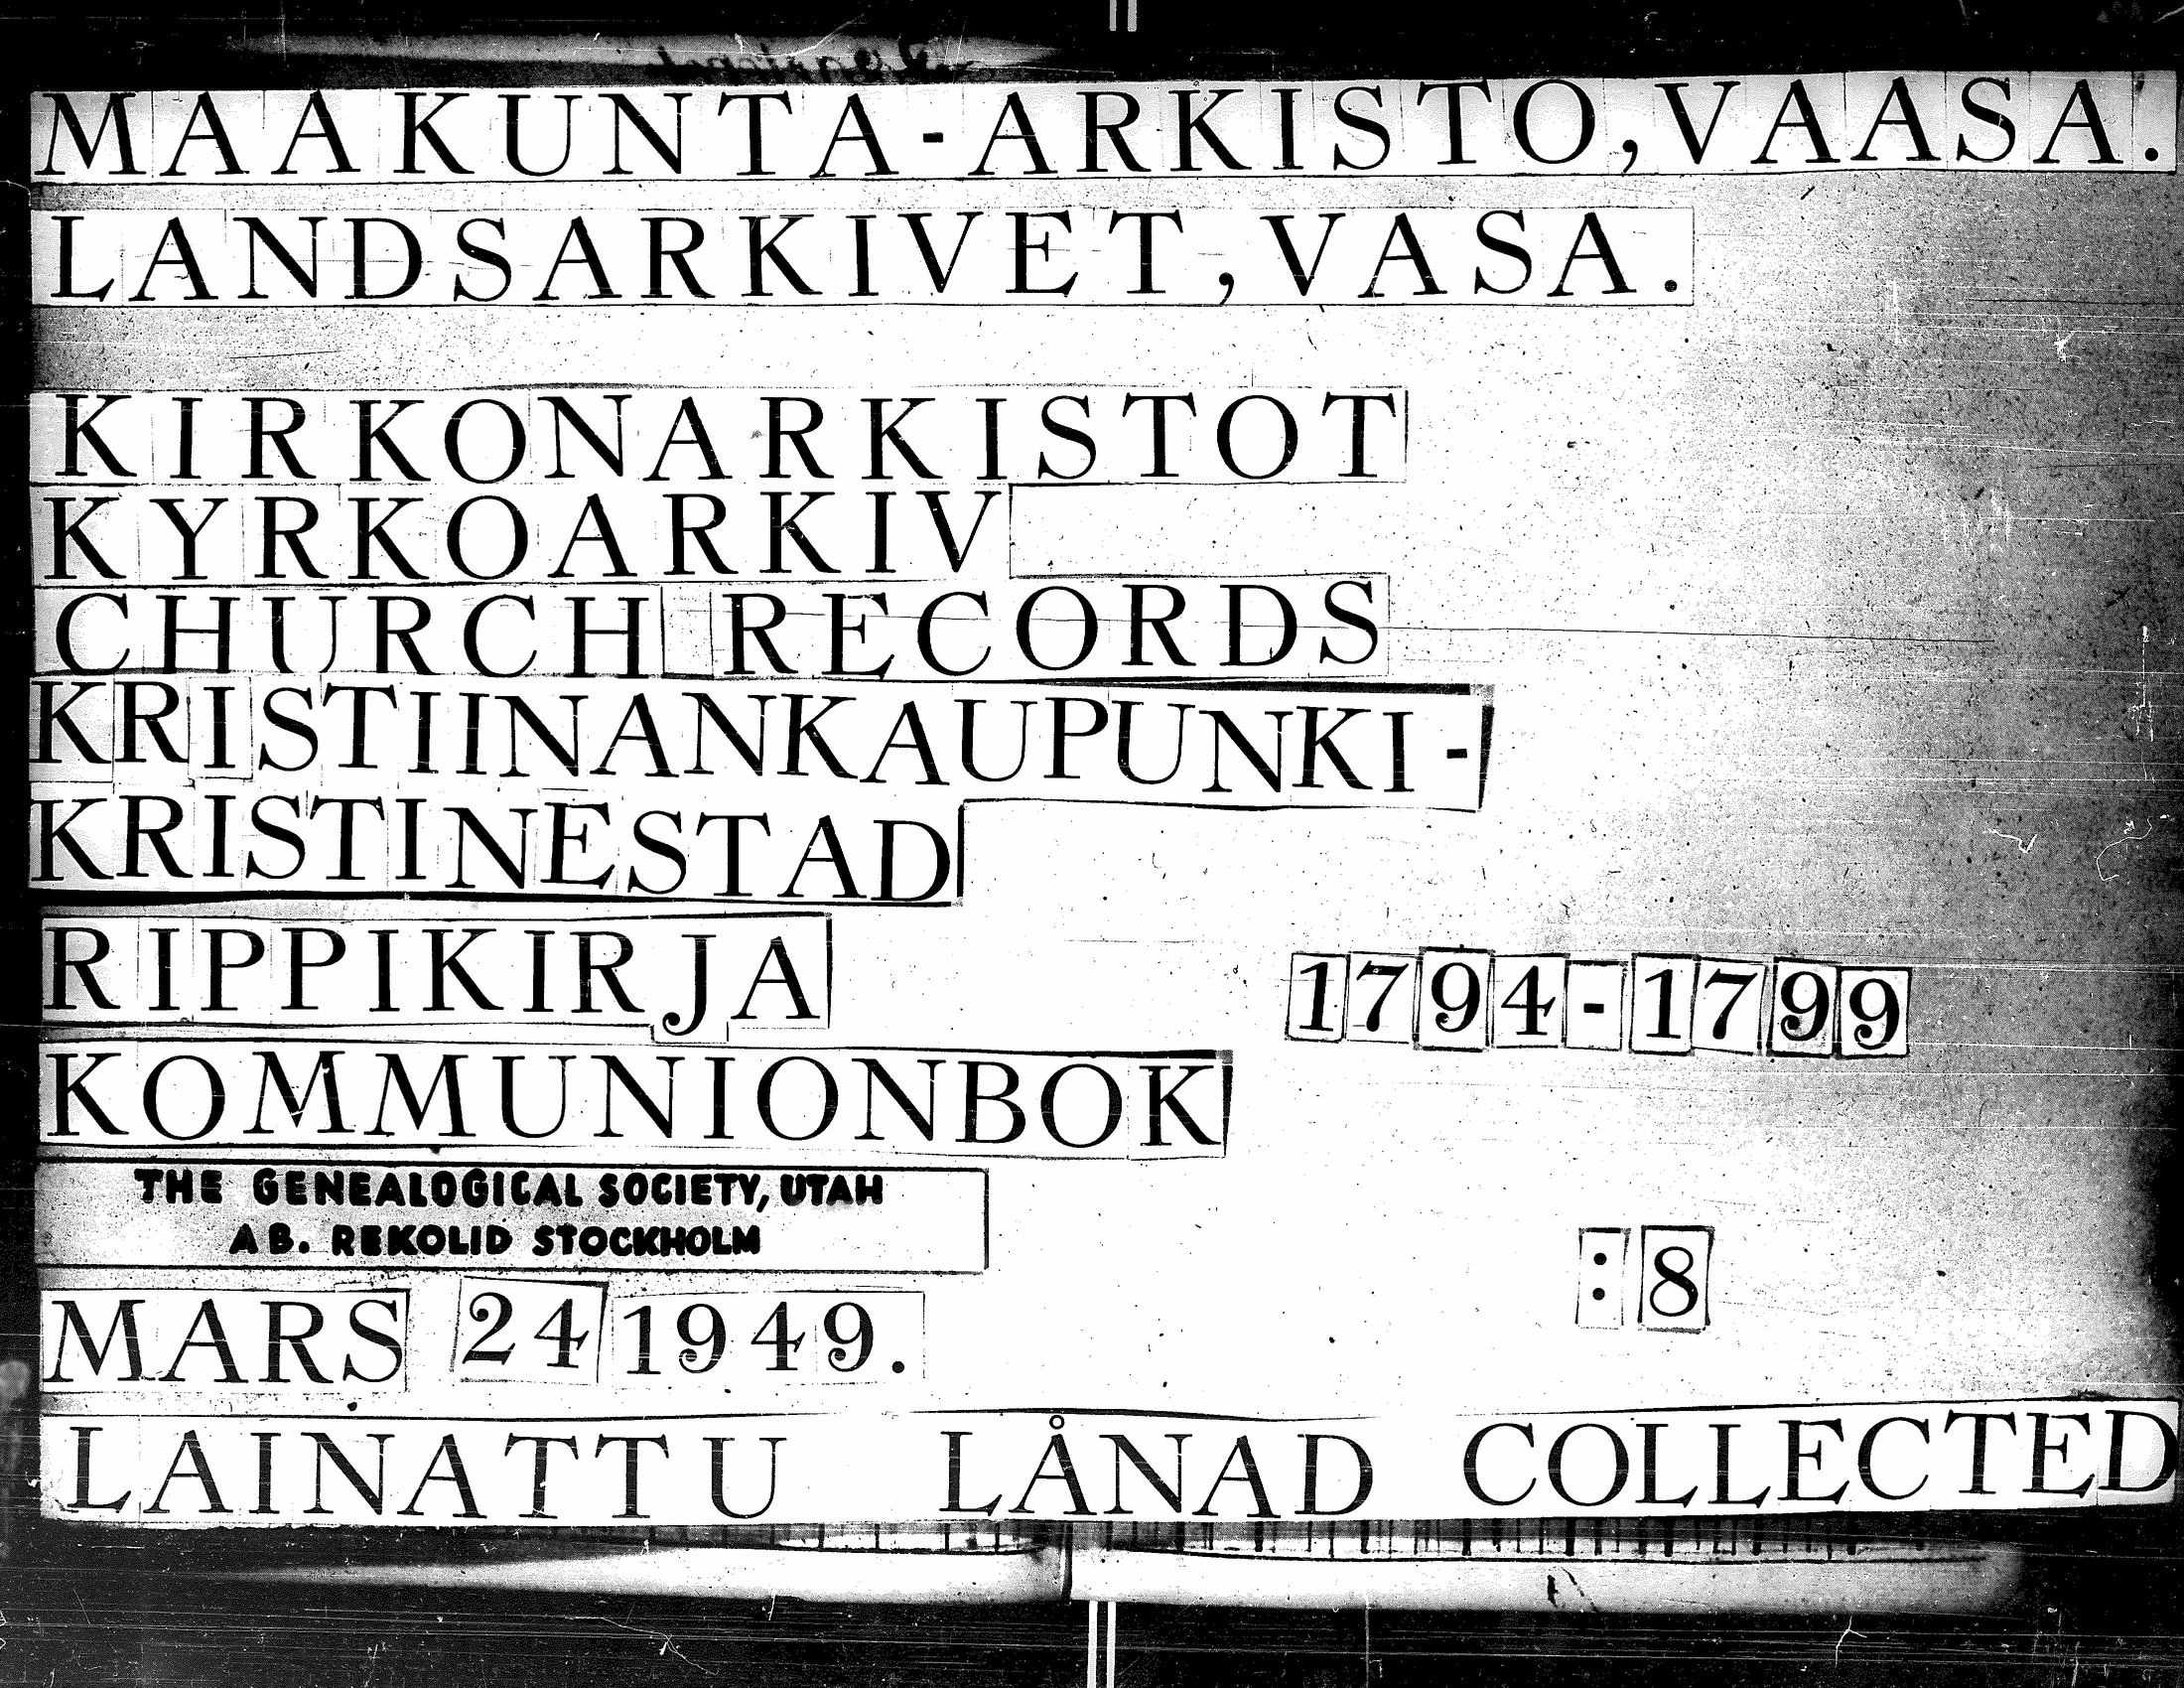 MAAKUNTA-ARKISTO, VAASA.
LANDSARKIVET, VASA.
KIRKONARKISTOT
KYRKOARKIV
CHURCH RECORDS
KRISTIINANKAUPUNKI-
KRISTINESTAD
RIPPIKIRJA 1794-1799
KOMMUNIONBOK
THE GENEALOGICAL SOCIETY, UTAH
AB. REKOLID STOCKHOLM
:8
MARS 24 1949.
LAINATTU LÅNAD COLLECTED